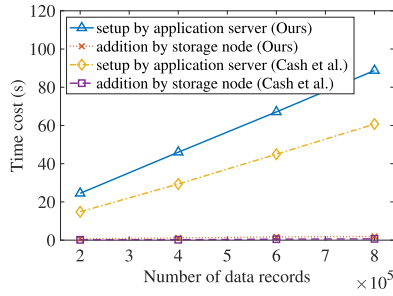 120
100
80
60
40
20
0
setup by application server (Ours)
addition by storage node (Ours)
setup by application server (Cash et al.)
addition by storage node (Cash et al.)
Time cost (s)
2 3 4 5 6 7 8
×10⁵
Number of data records